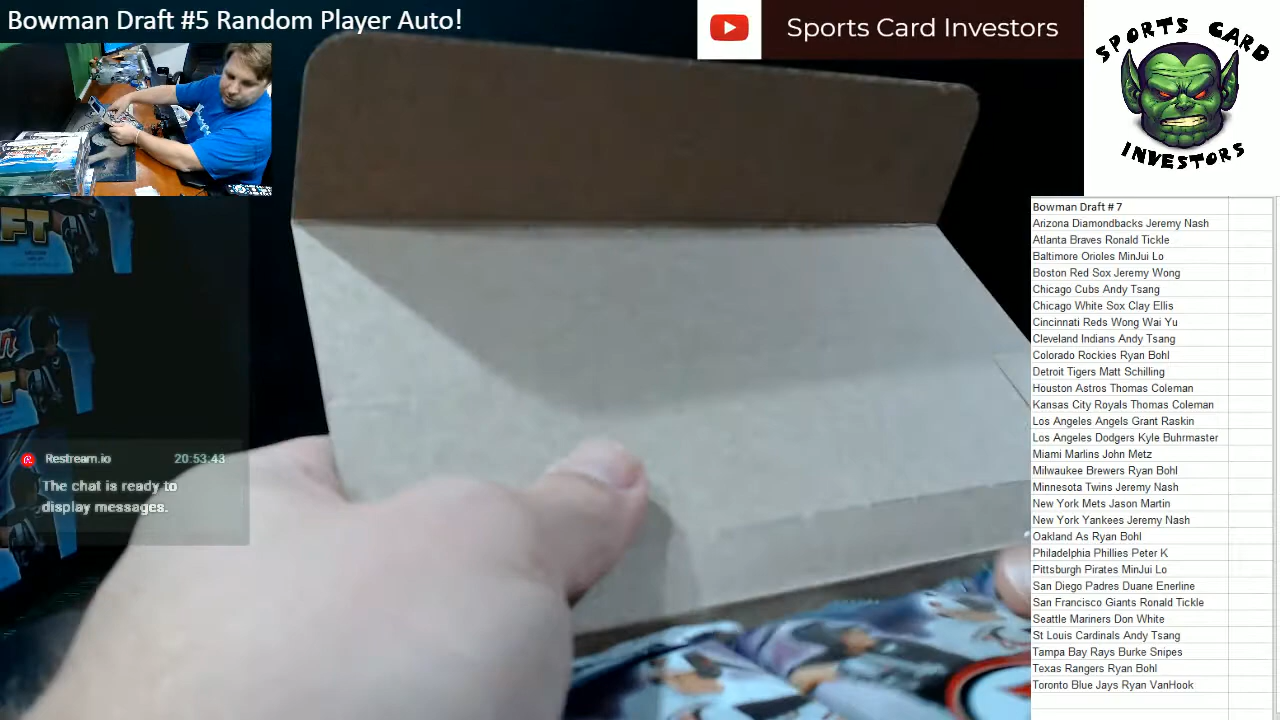 Bowman Draft #5 Random Player Auto!
Sports Card Investors
SPORTS CARD
INVESTORS
Bowman Draft # 7
Arizona Diamondbacks Jeremy Nash
Atlanta Braves Ronald Tickle
Baltimore Orioles MinJui Lo
Boston Red Sox Jeremy Wong
Chicago Cubs Andy Tsang
Chicago White Sox Clay Ellis
Cincinnati Reds Wong Wai Yu
Cleveland Indians Andy Tsang
Colorado Rockies Ryan Bohl
Detroit Tigers Matt Schilling
Houston Astros Thomas Coleman
Kansas City Royals Thomas Coleman
Los Angeles Angels Grant Raskin
Los Angeles Dodgers Kyle Buhrmaster
Miami Marlins John Metz
Milwaukee Brewers Ryan Bohl
Minnesota Twins Jeremy Nash
New York Mets Jason Martin
New York Yankees Jeremy Nash
Oakland As Ryan Bohl
Philadelphia Phillies Peter K
Pittsburgh Pirates MinJui Lo
San Diego Padres Duane Enerline
San Francisco Giants Ronald Tickle
Seattle Mariners Don White
St Louis Cardinals Andy Tsang
Tampa Bay Rays Burke Snipes
Texas Rangers Ryan Bohl
Toronto Blue Jays Ryan VanHook
Restream.io 20:53:43
The chat is ready to
display messages.